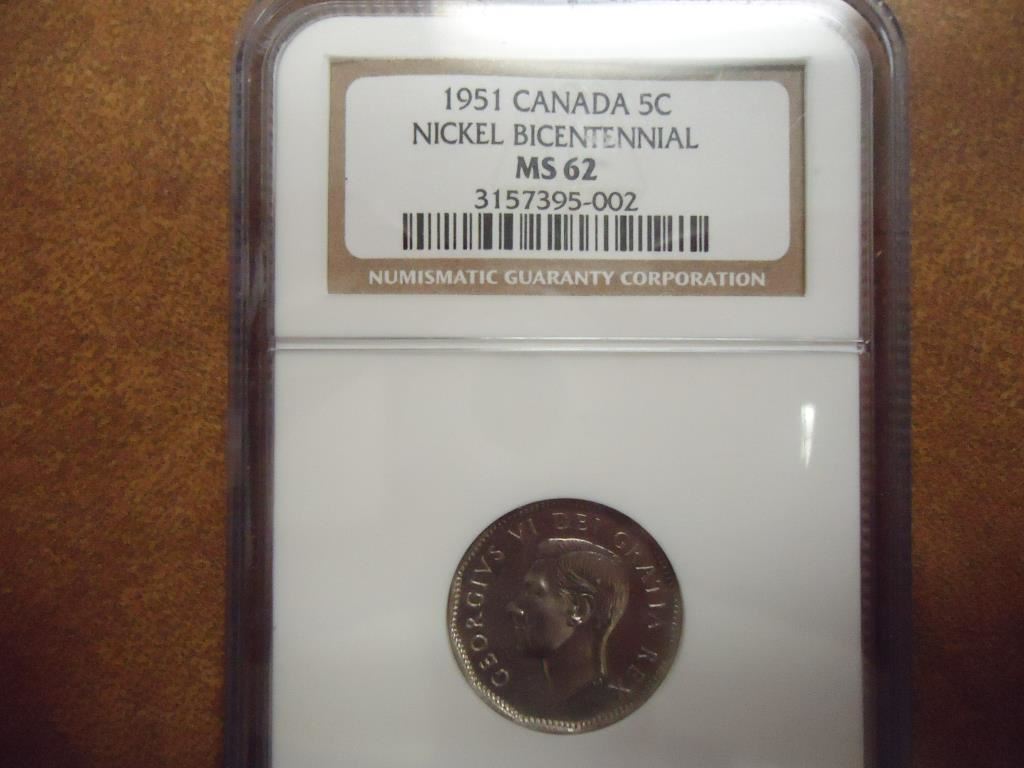 1951 CANADA 5C
NICKEL BICENTENNIAL
MS 62
3157395-002
NUMISMATIC GUARANTY CORPORATION
GEORGIVS VI DEI GRATIA REX